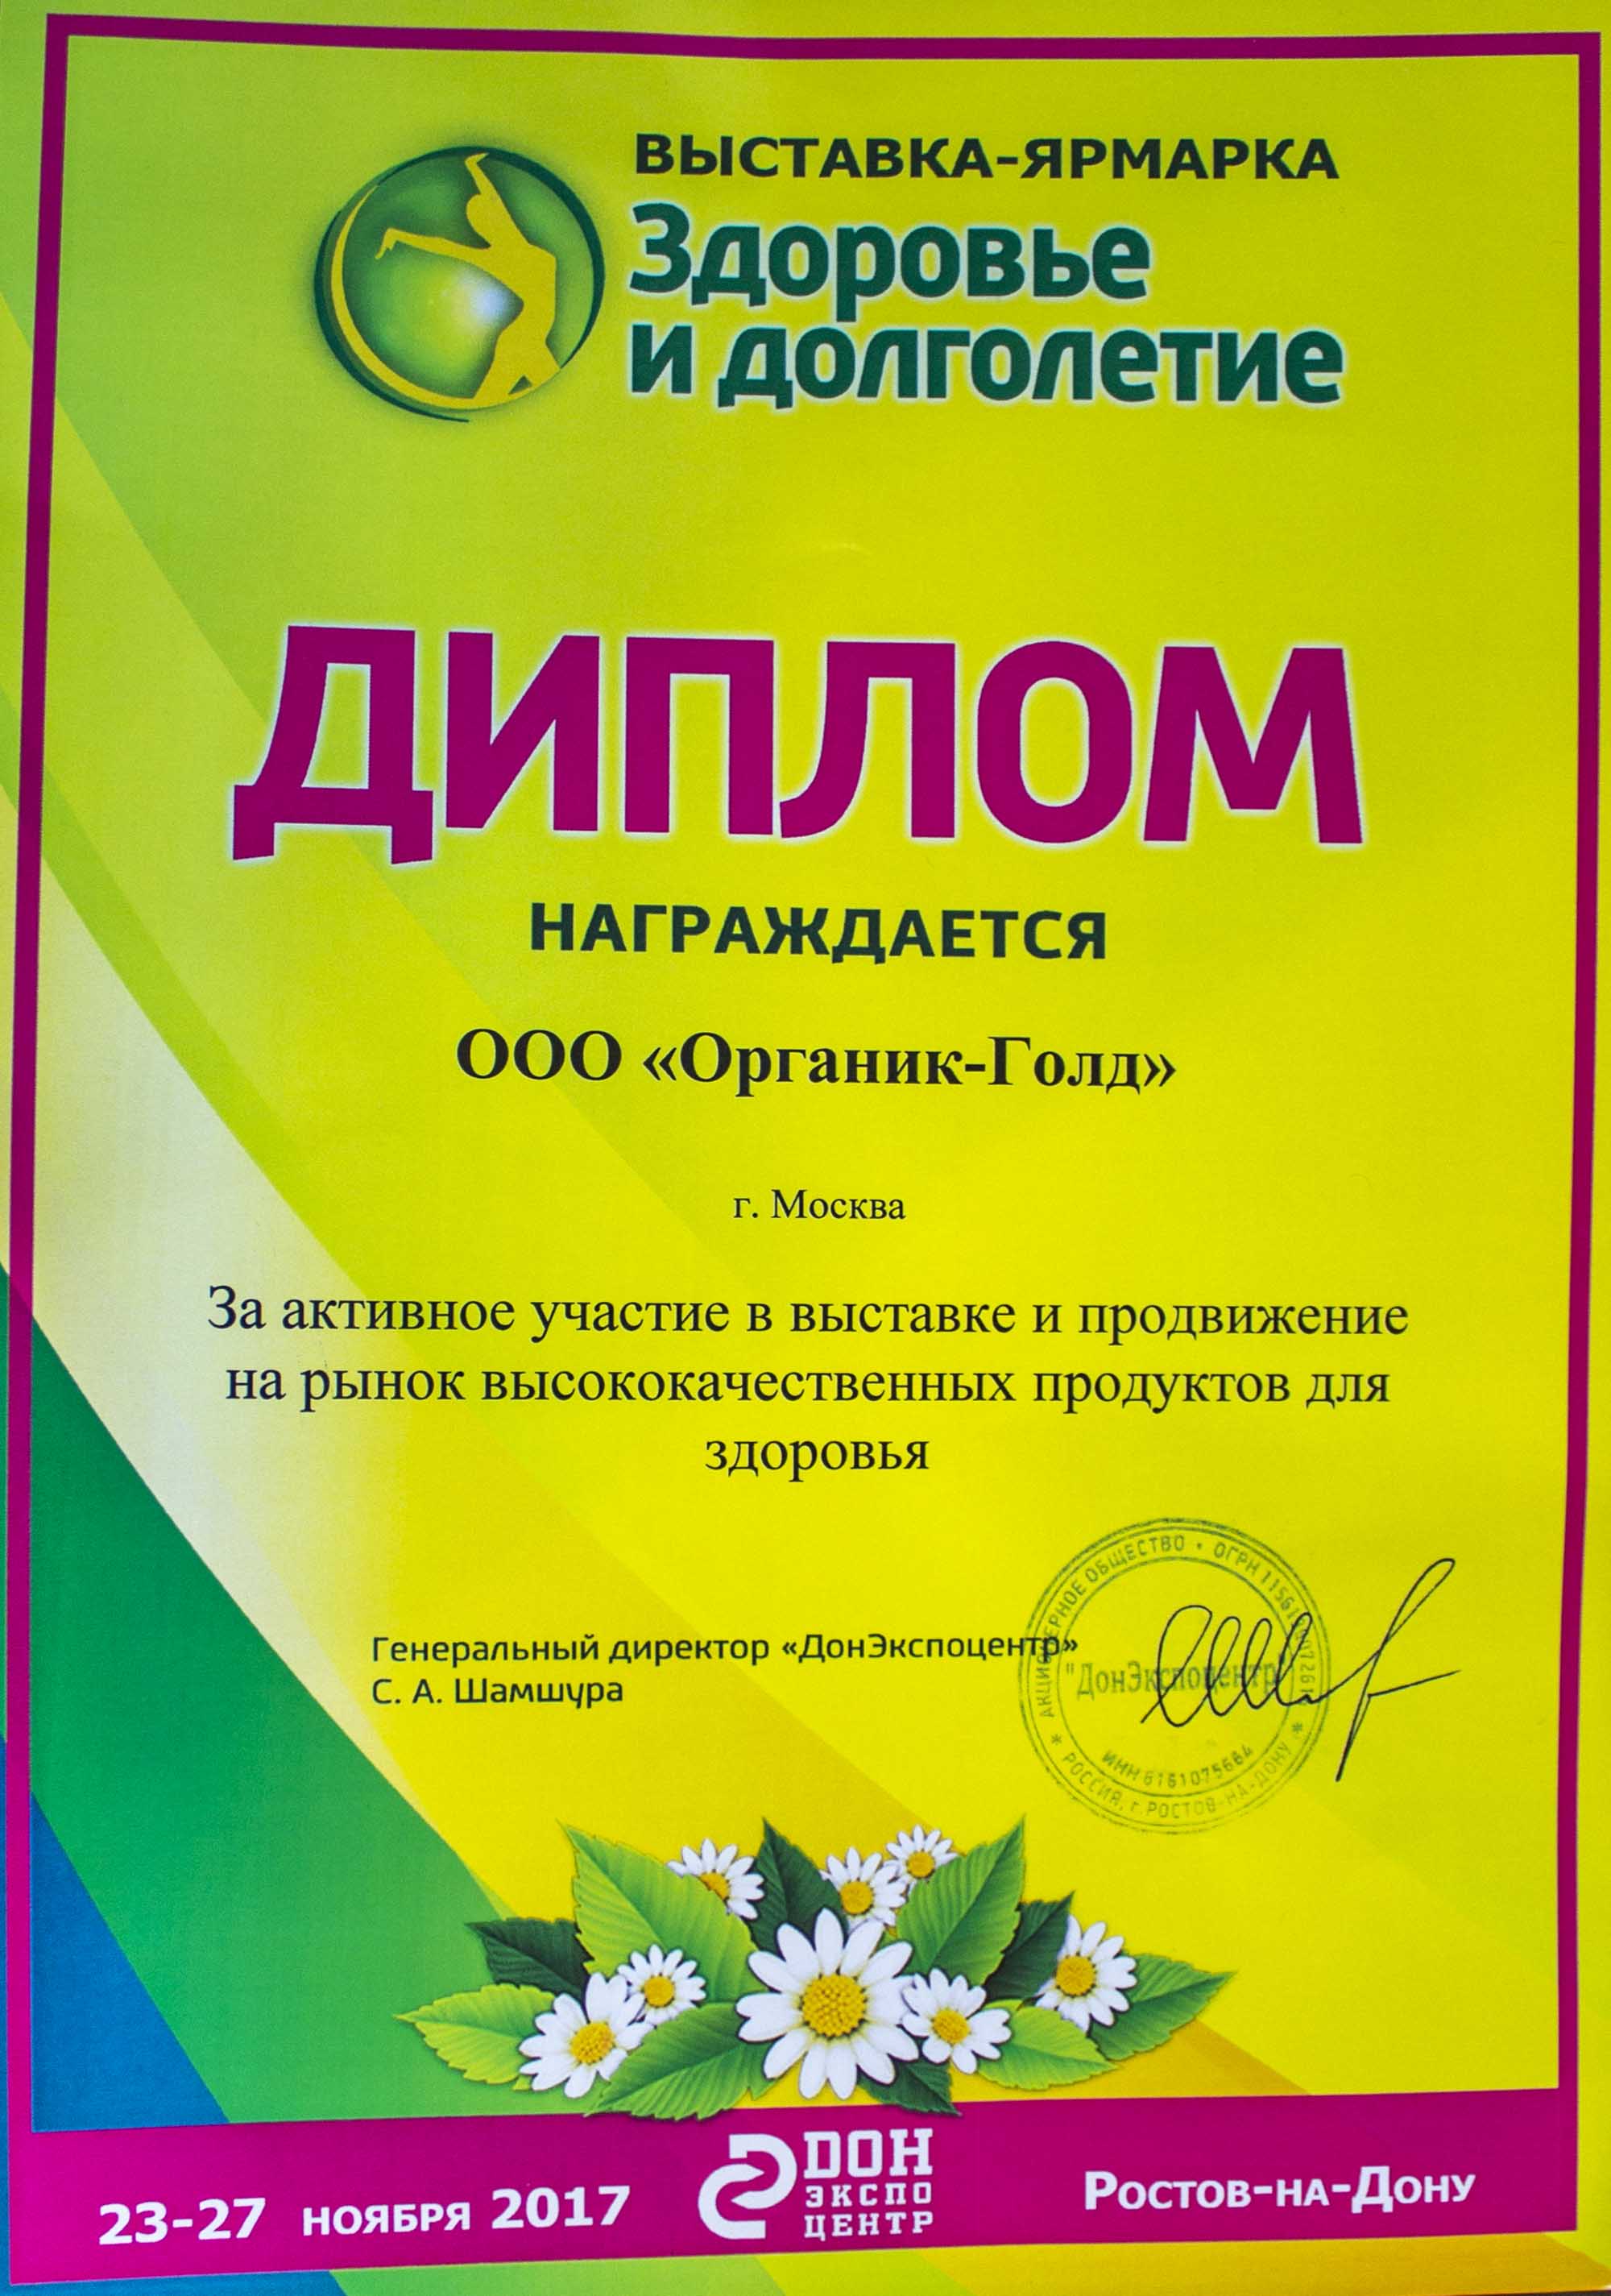 ВЫСТАВКА-ЯРМАРКА
Здоровье
и долголетие
ДИПЛОМ
НАГРАЖДАЕТСЯ
ООО «Органик-Голд»
г. Москва
За активное участие в выставке и продвижение
на рынок высококачественных продуктов для
здоровья
Генеральный директор «ДонЭкспоцентр»
С. А. Шамшура
АКЦИОНЕРНОЕ ОБЩЕСТВО • ОГРН
"ДонЭкспоцентр"
ИНН 6161075664
* РОССИЯ, г. РОСТОВ-НА-ДОНУ *
23-27 НОЯБРЯ 2017
ДОН
ЭКСПО
ЦЕНТР
РОСТОВ-НА-ДОНУ